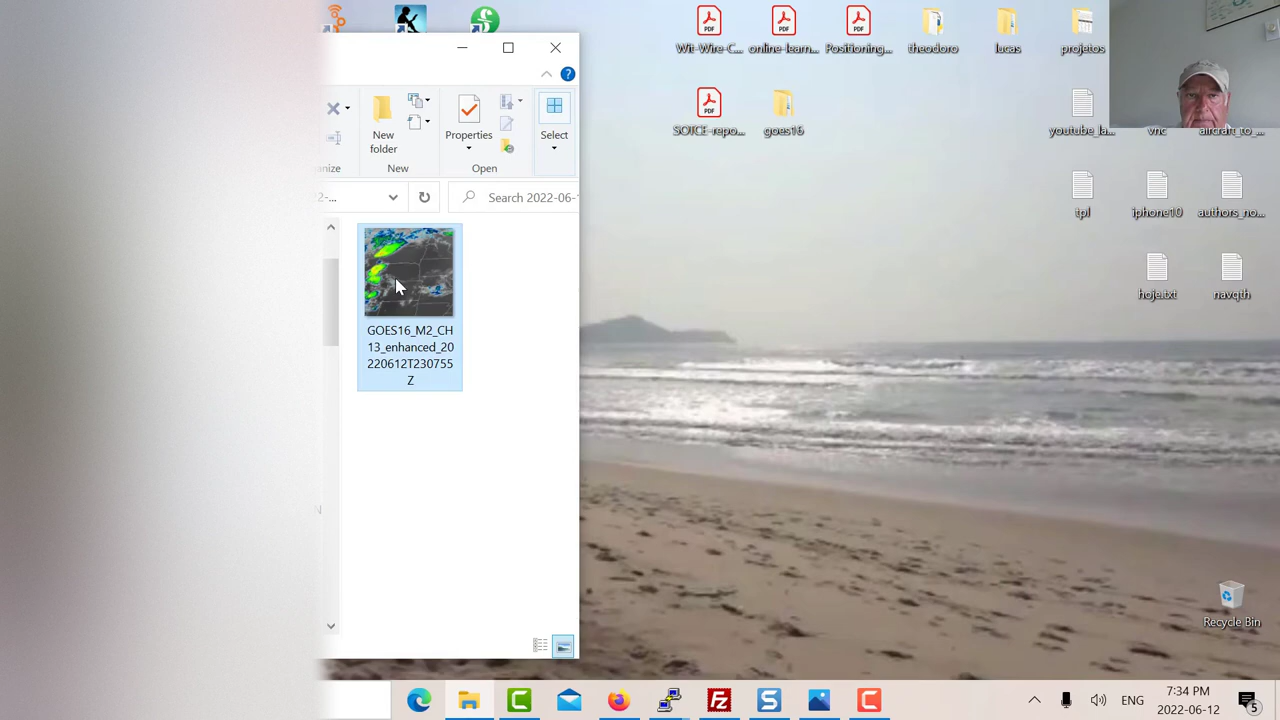 Wit-Wire-C...
online-learn...
Positioning...
theodoro
lucas
projetos
SOTCE-repo...
goes16
youtube_la...
vnc
aircraft_to_...
tpl
iphone10
authors_no...
hoje.txt
navqth
Recycle Bin
New
folder
Properties
Select
New
Open
2-...
Search 2022-06-1
GOES16_M2_CH
13_enhanced_20
220612T230755
Z
ENG
7:34 PM
2022-06-12
5